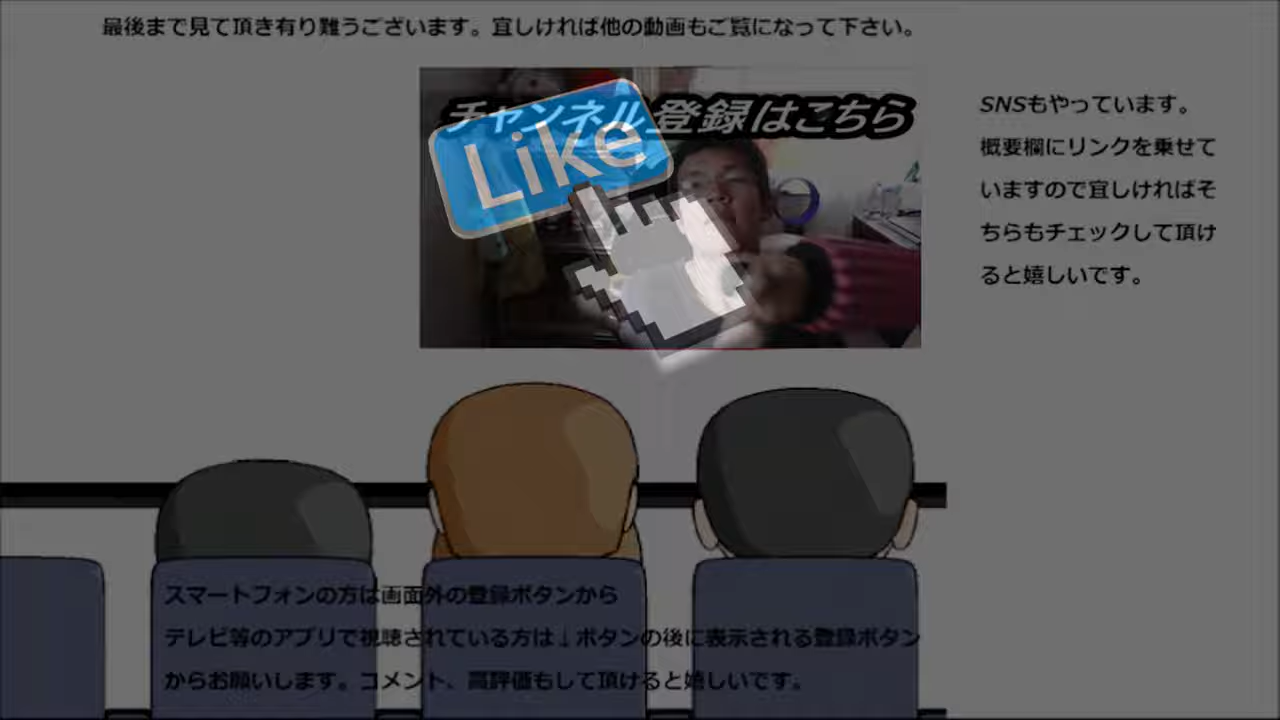 最後まで見て頂き有り難うございます。宜しければ他の動画もご覧になって下さい。
チャンネル登録はこちら
Like
SNSもやっています。
概要欄にリンクを乗せて
いますので宜しければそ
ちらもチェックして頂け
ると嬉しいです。
スマートフォンの方は画面外の登録ボタンから
テレビ等のアプリで視聴されている方は↓ボタンの後に表示される登録ボタン
からお願いします。コメント、高評価もして頂けると嬉しいです。